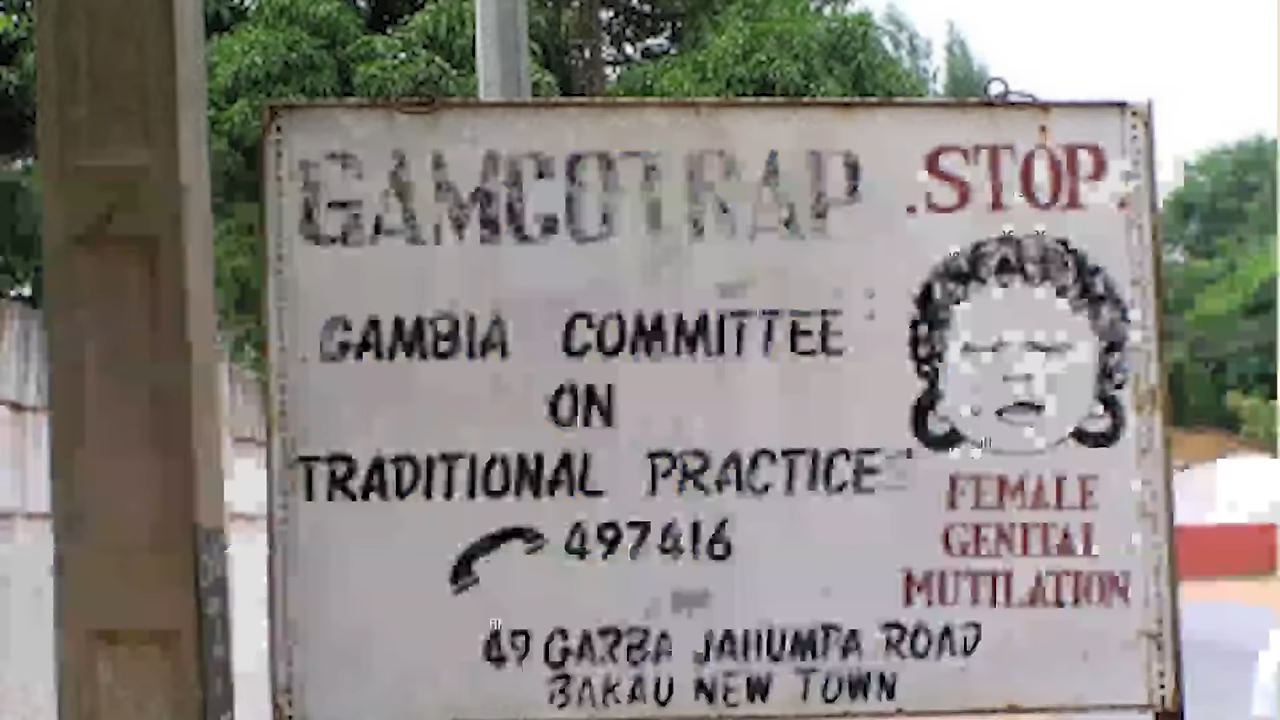 GAMCOTRAP
GAMBIA COMMITTEE
ON
TRADITIONAL PRACTICE
497416
49 GARBA JAHUMPA ROAD
BAKAU NEW TOWN
.STOP.
FEMALE
GENITAL
MUTILATION